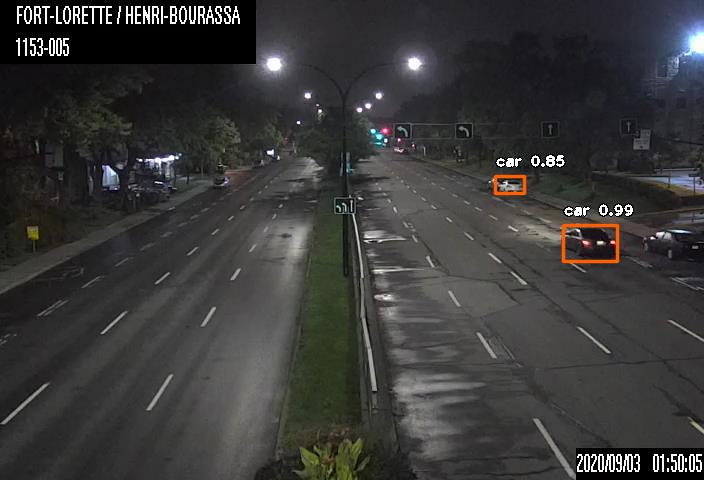 FORT-LORETTE / HENRI-BOURASSA
1153-005
car 0.85
car 0.99
2020/09/03 01:50:05